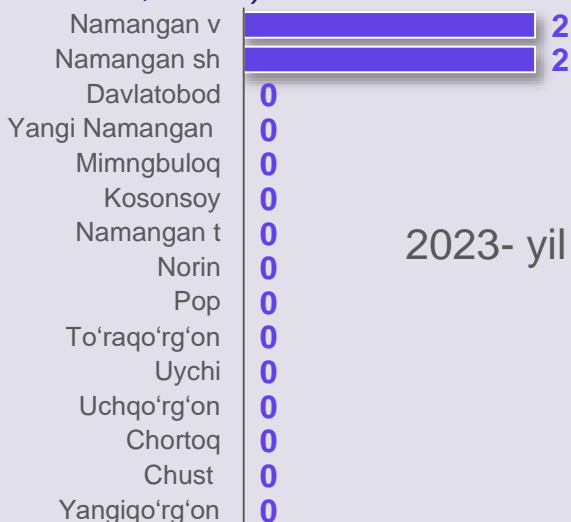 Namangan v 2
Namangan sh 2
Davlatobod 0
Yangi Namangan 0
Mimngbuloq 0
Kosonsoy 0
Namangan t 0
2023- yil
Norin 0
Pop 0
To‘raqo‘rg‘on 0
Uychi 0
Uchqo‘rg‘on 0
Chortoq 0
Chust 0
Yangiqo‘rg‘on 0